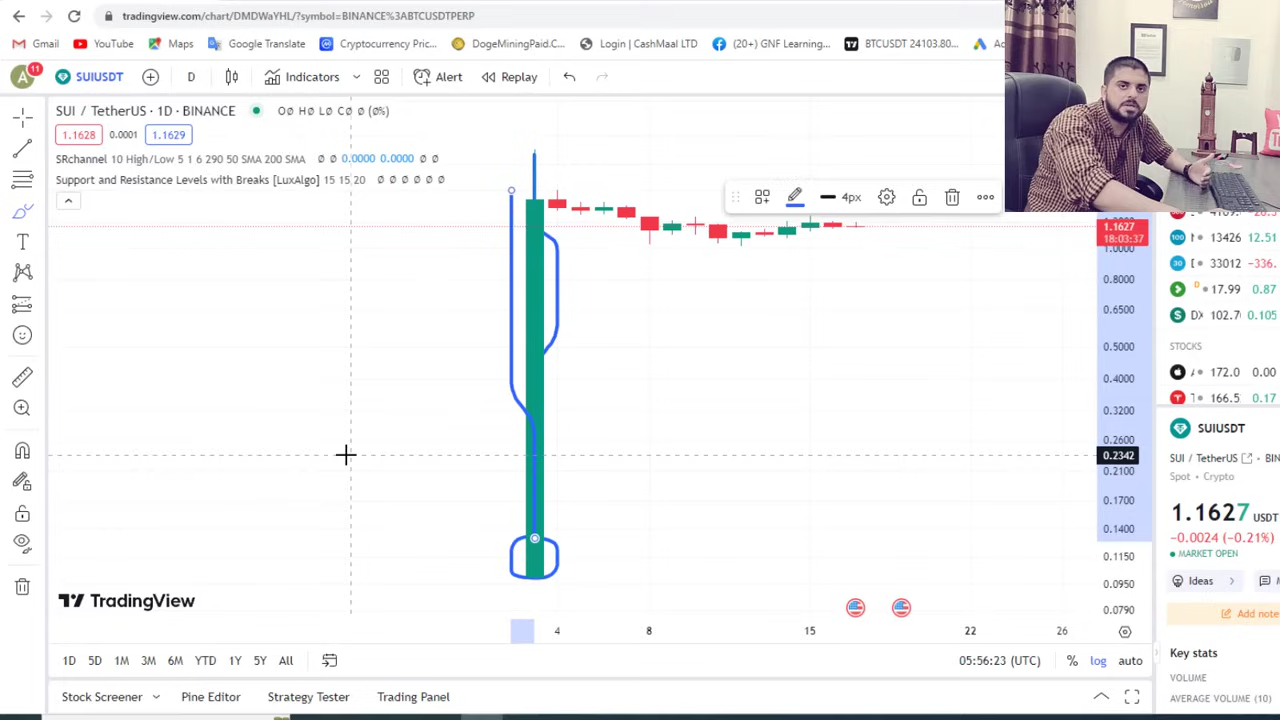 tradingview.com/chart/DMDWaYHL/?symbol=BINANCE%3ABTCUSDTPERP
Gmail YouTube Maps Google Translate Cryptocurrency Pric... DogeMiningPaid.C... Login | CashMaal LTD (20+) GNF Learning... BTCUSDT 24103.80...
A 11 SUIUSDT D Indicators Alert Replay
SUI / TetherUS · 1D · BINANCE O∅ H∅ L∅ C∅ ∅ (0%)
1.1628 0.0001 1.1629
SRchannel 10 High/Low 5 1 6 290 50 SMA 200 SMA ∅ ∅ 0.0000 0.0000 ∅ ∅
Support and Resistance Levels with Breaks [LuxAlgo] 15 15 20 ∅ ∅ ∅ ∅ ∅ ∅
4px
1.1627
18:03:37
1.0000
0.8000
0.6500
0.5000
0.4000
0.3200
0.2600
0.2342
0.2100
0.1700
0.1400
0.1150
0.0950
0.0790
13426 12.51
33012 -336.
D 17.99 0.87
DX 102.7 0.105
STOCKS
172.0 0.00
166.5 0.17
SUIUSDT
SUI / TetherUS BIN
Spot • Crypto
1.1627 USDT
−0.0024 (−0.21%)
MARKET OPEN
Ideas
Add note
Key stats
VOLUME
AVERAGE VOLUME (10)
TradingView
4 8 15 22 26
1D 5D 1M 3M 6M YTD 1Y 5Y All 05:56:23 (UTC) % log auto
Stock Screener Pine Editor Strategy Tester Trading Panel